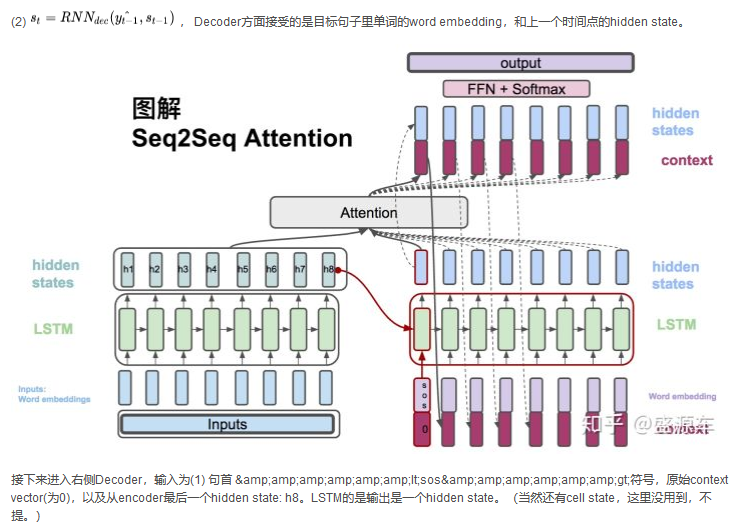 (2) s_t = RNN_{dec}(\hat{y_{t-1}}, s_{t-1}) ，Decoder方面接受的是目标句子里单词的word embedding，和上一个时间点的hidden state。
output
FFN + Softmax
图解
Seq2Seq Attention
hidden
states
context
Attention
hidden
states
h1 h2 h3 h4 h5 h6 h7 h8
hidden
states
LSTM
LSTM
Inputs:
Word embeddings
sos
Word embedding
Inputs
0
知乎 @盛源车
接下来进入右侧Decoder，输入为(1) 句首 &amp;amp;amp;amp;amp;amp;lt;sos&amp;amp;amp;amp;amp;amp;gt;符号，原始context
vector(为0)，以及从encoder最后一个hidden state: h8。LSTM的是输出是一个hidden state。（当然还有cell state，这里没用到，不
提。）